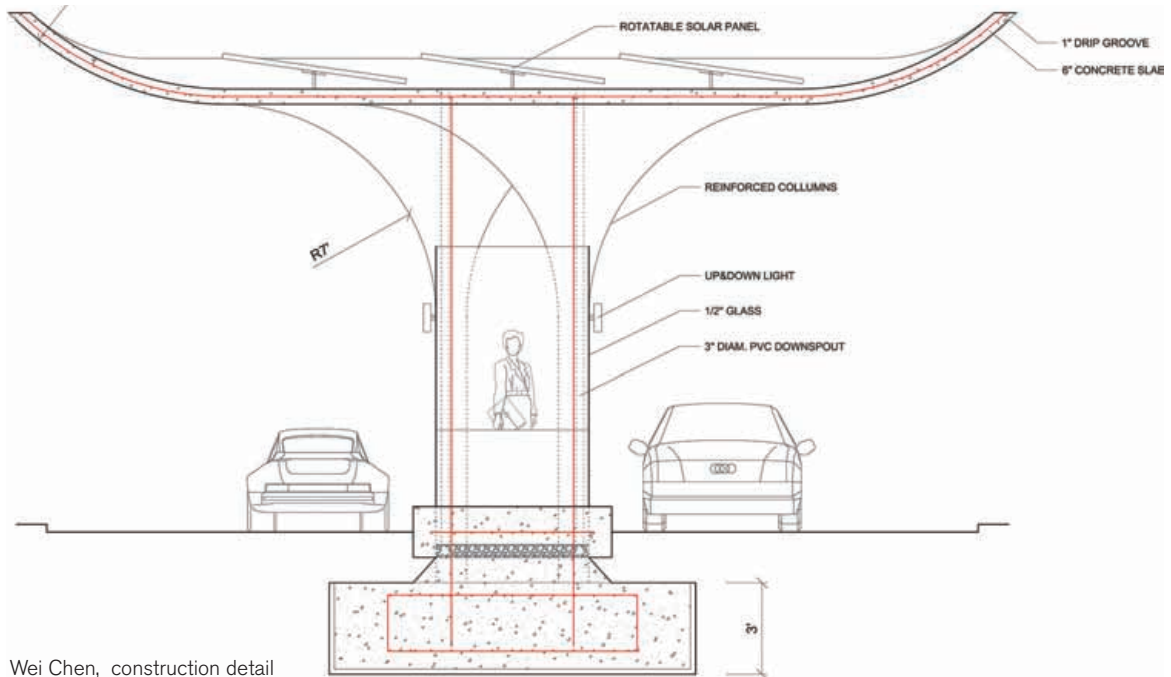 ROTATABLE SOLAR PANEL
1" DRIP GROOVE
6" CONCRETE SLAB
REINFORCED COLLUMNS
R7'
UP&DOWN LIGHT
1/2" GLASS
3" DIAM. PVC DOWNSPOUT
3'
Wei Chen, construction detail